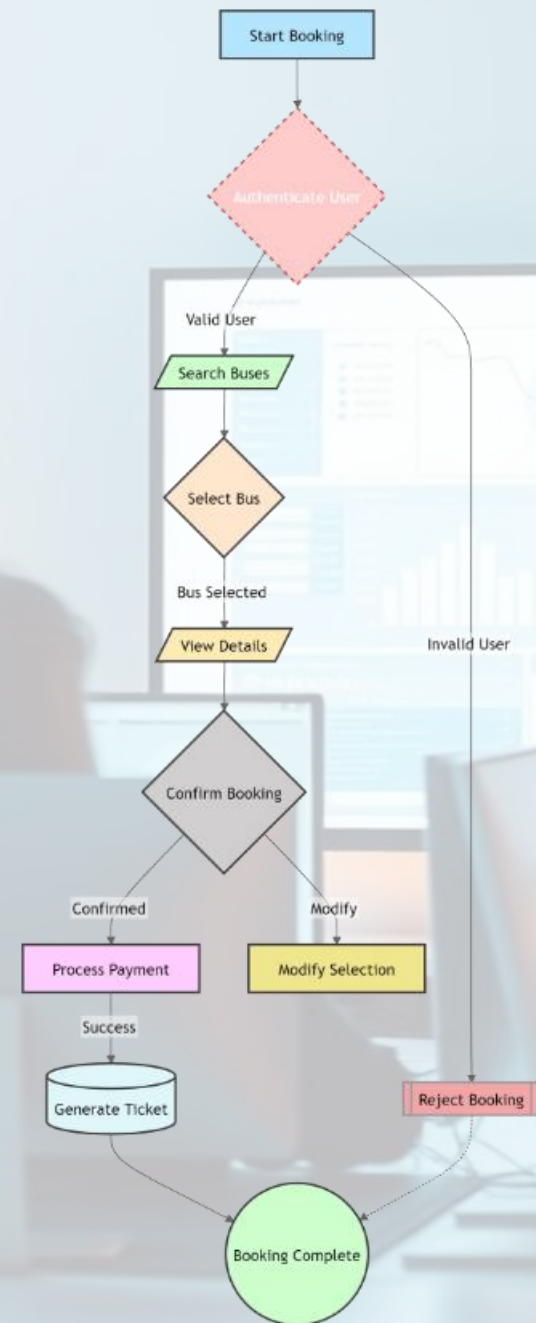 Start Booking
Authenticate User
Valid User
Search Buses
Select Bus
Bus Selected
View Details
Invalid User
Confirm Booking
Confirmed
Modify
Process Payment
Modify Selection
Success
Generate Ticket
Reject Booking
Booking Complete